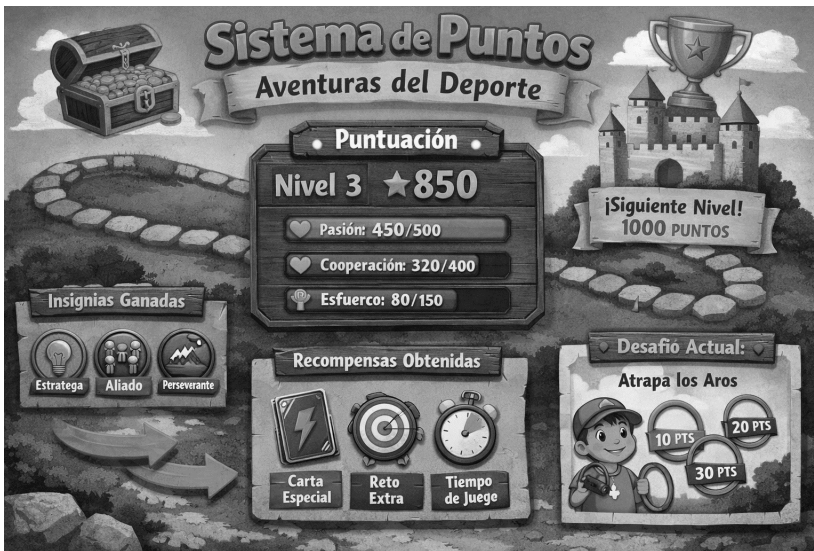 Sistema de Puntos
Aventuras del Deporte
Puntuación
Nivel 3 850
Pasión: 450/500
Cooperación: 320/400
Esfuerco: 80/150
¡Siguiente Nivel!
1000 PUNTOS
Insignias Ganadas
Estratega
Aliado
Perseverante
Recompensas Obtenidas
Carta
Especial
Reto
Extra
Tiempo
de Juege
Desafió Actual:
Atrapa los Aros
10 PTS
20 PTS
30 PTS